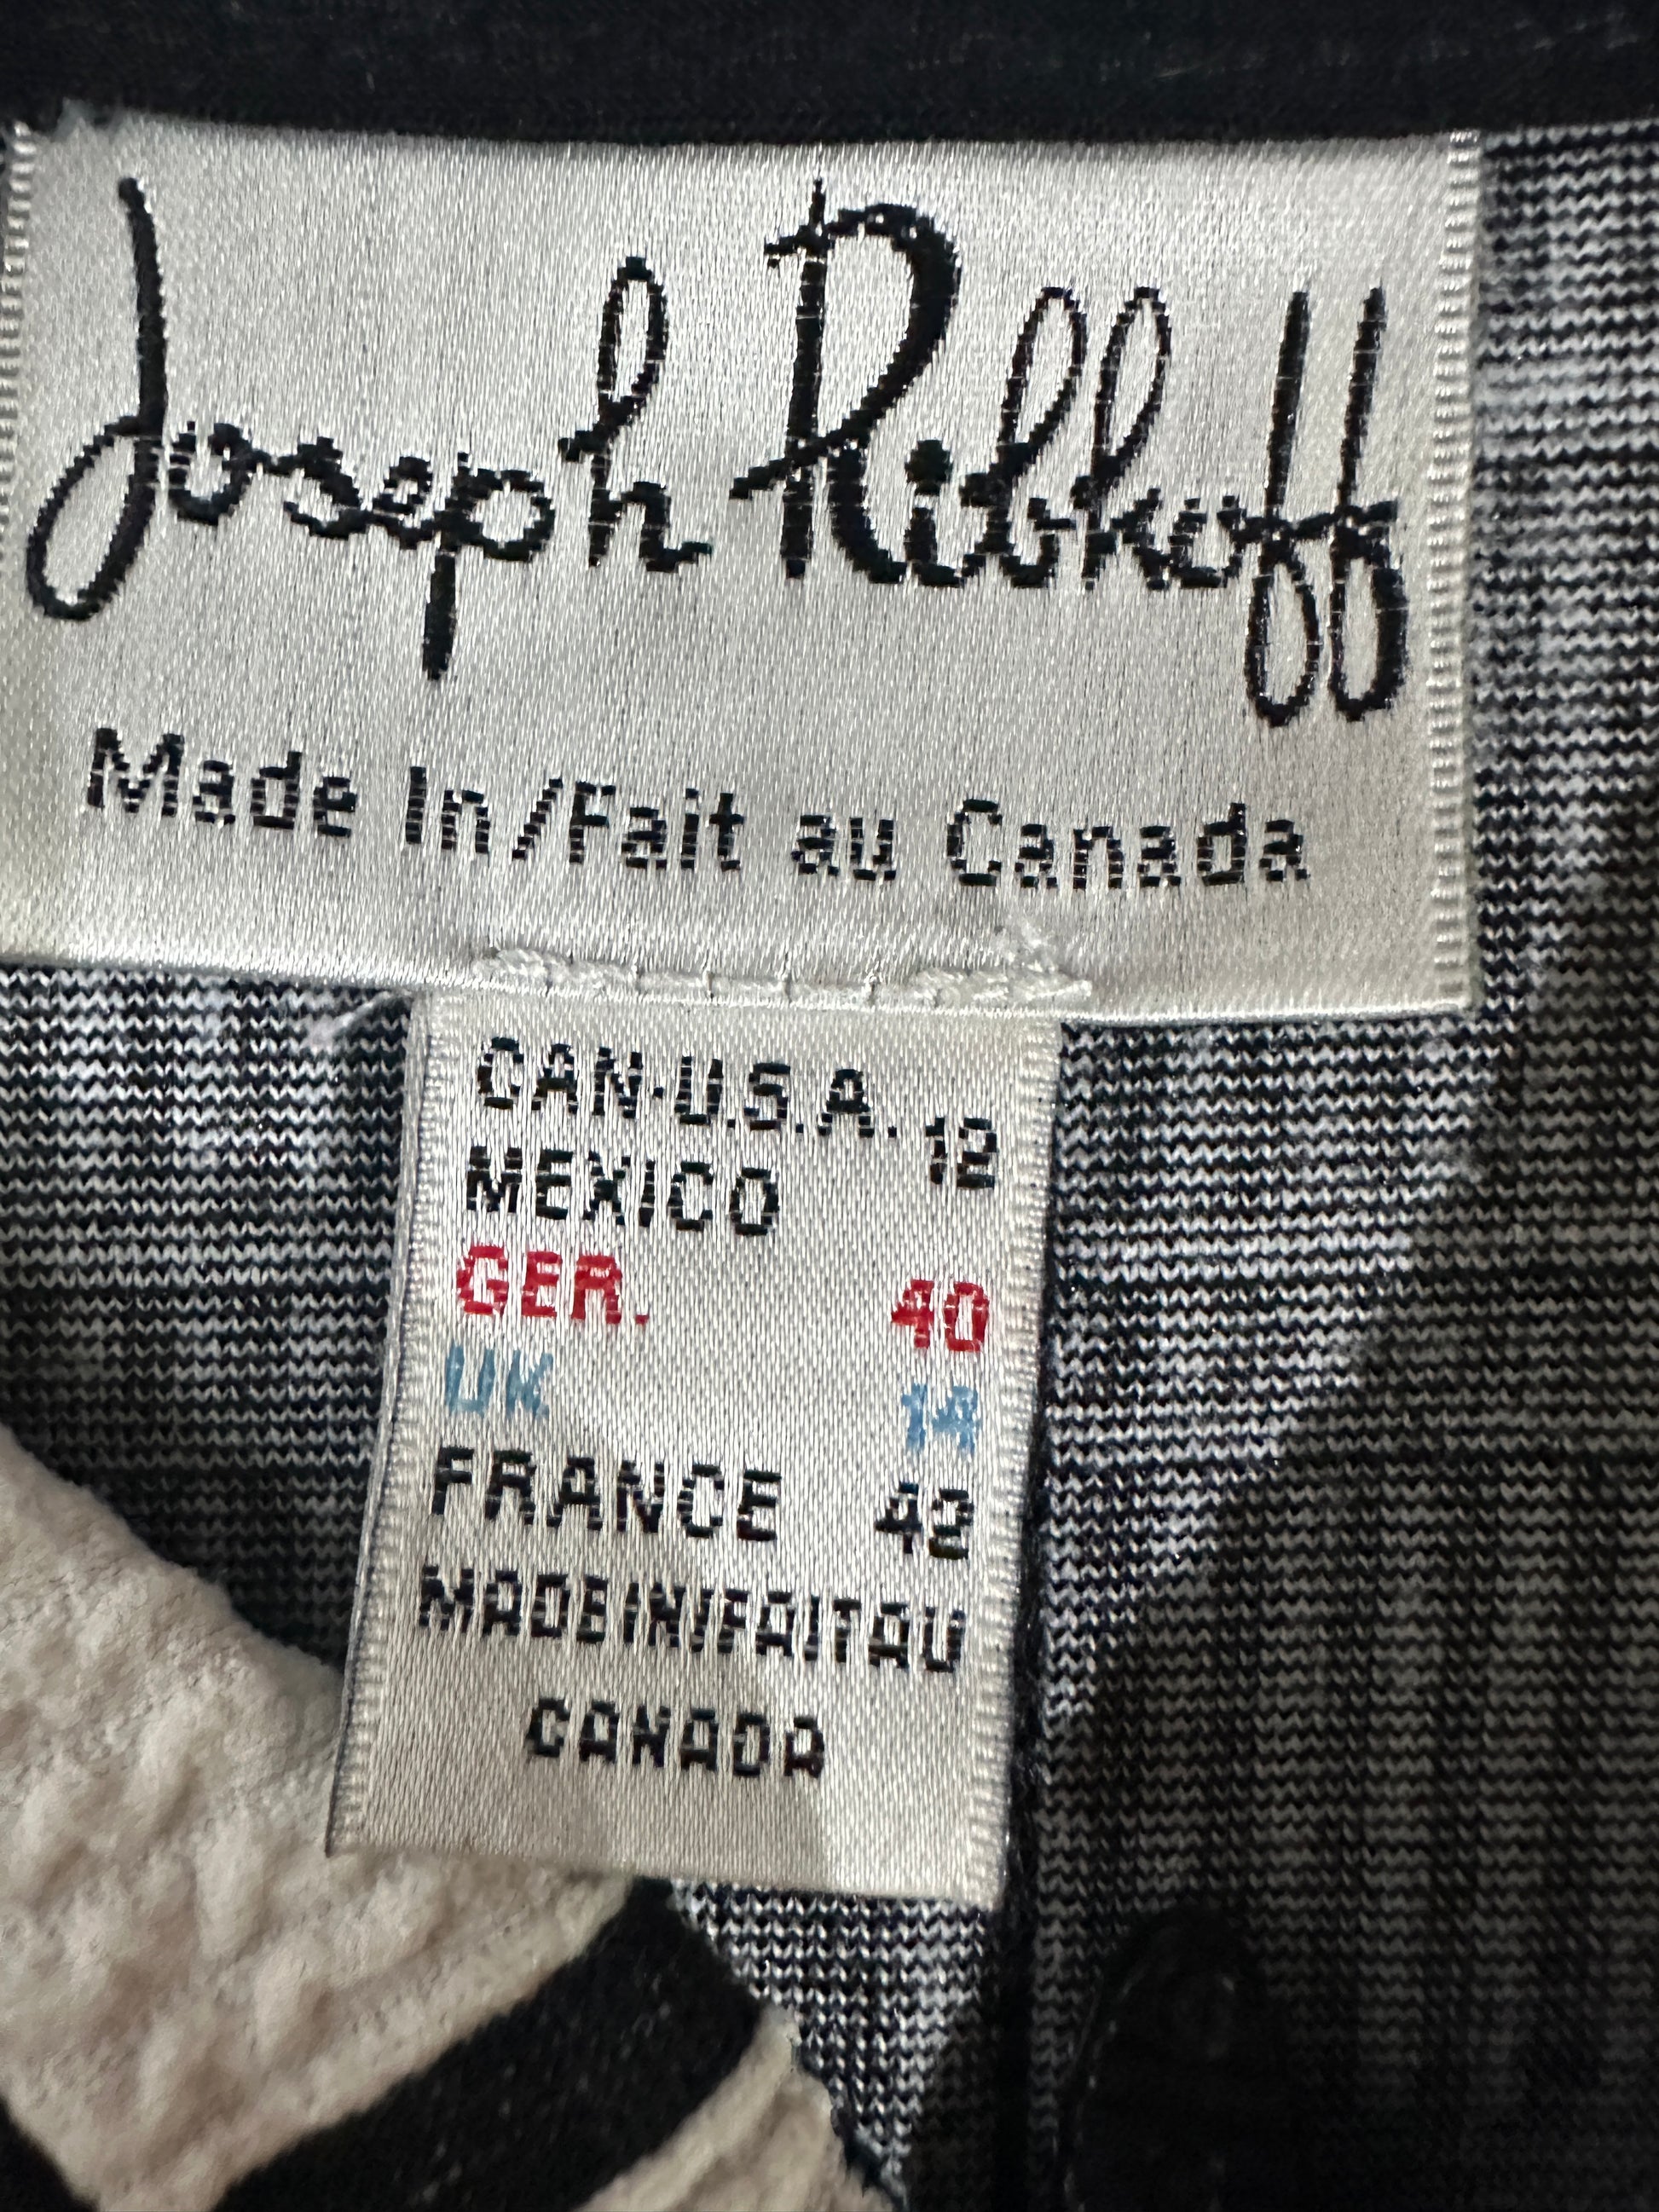 Joseph Ribkoff
Made In/Fait au Canada
CAN·U.S.A. 12
MEXICO
GER. 40
UK 14
FRANCE 42
MADE IN/FAIT AU
CANADA